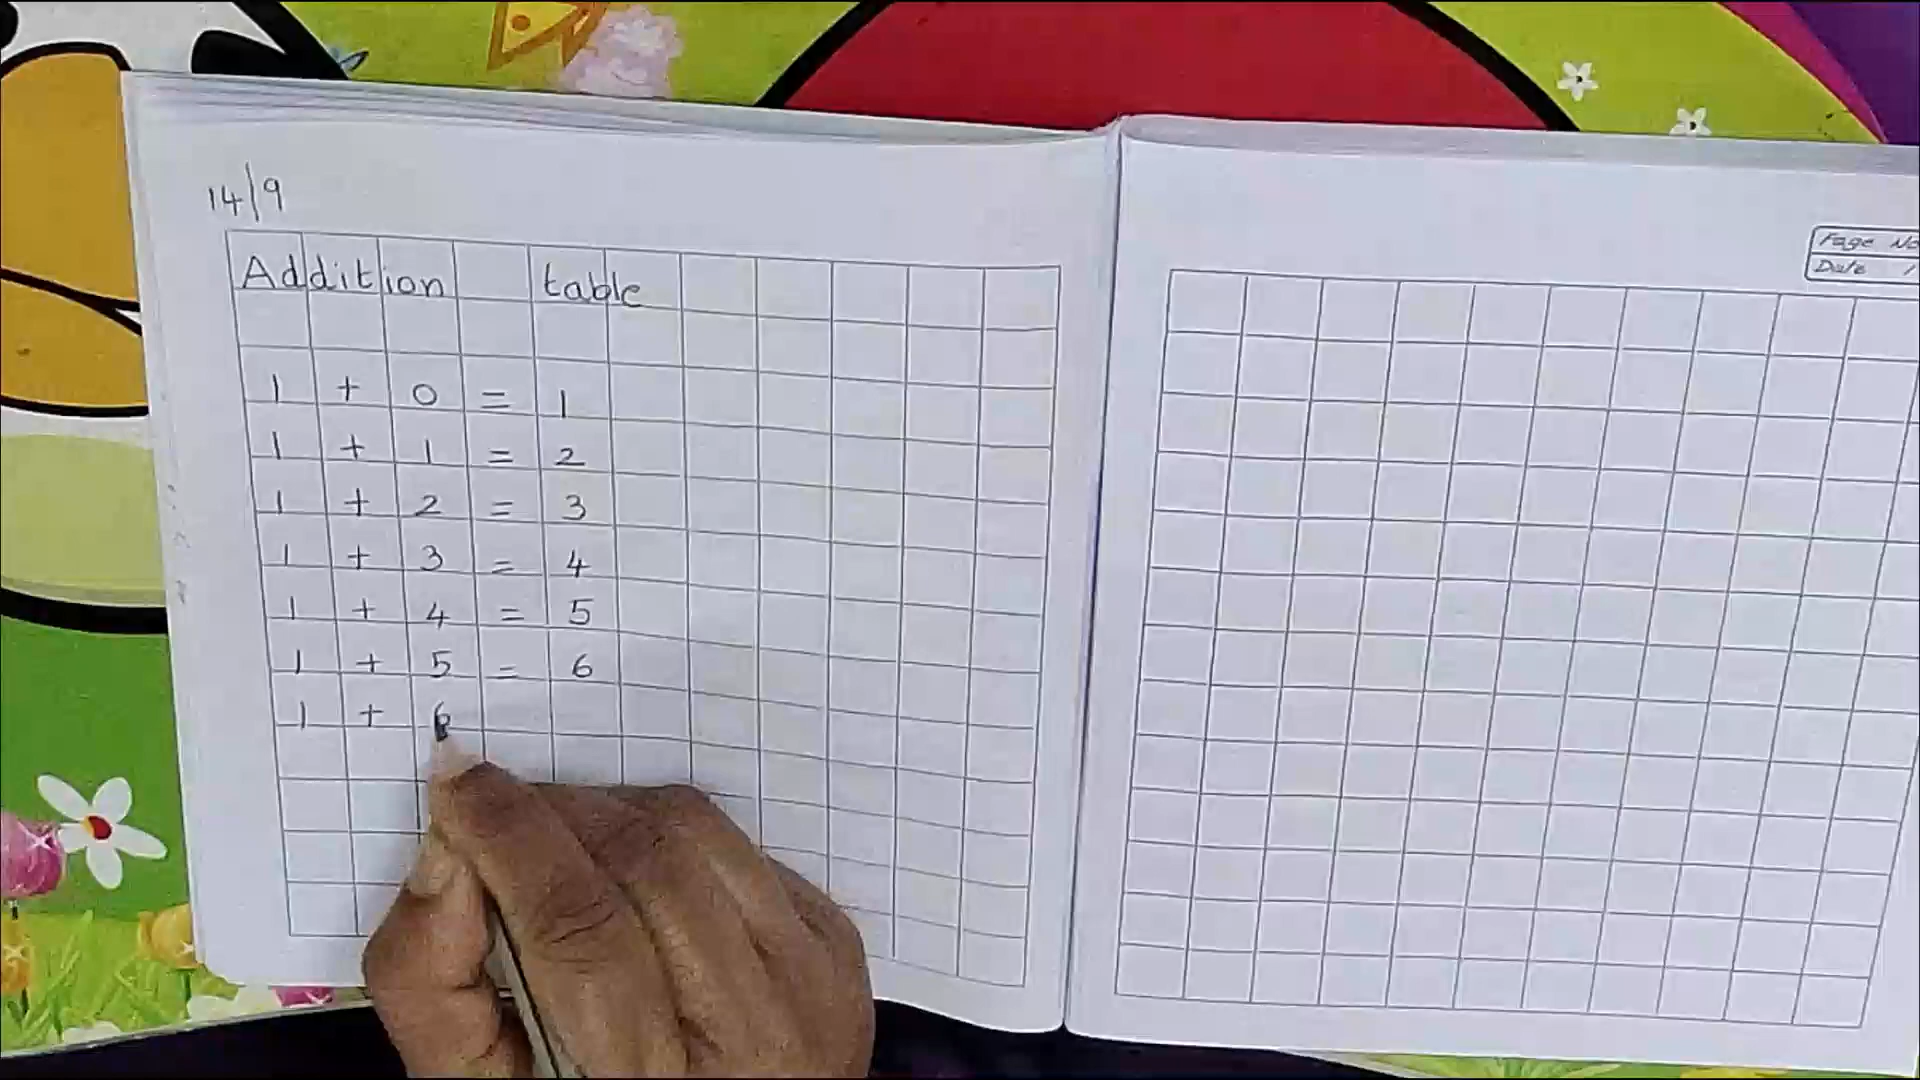 14/9
Addition table
1 + 0 = 1
1 + 1 = 2
1 + 2 = 3
1 + 3 = 4
1 + 4 = 5
1 + 5 = 6
1 + 6
Page No
Date /